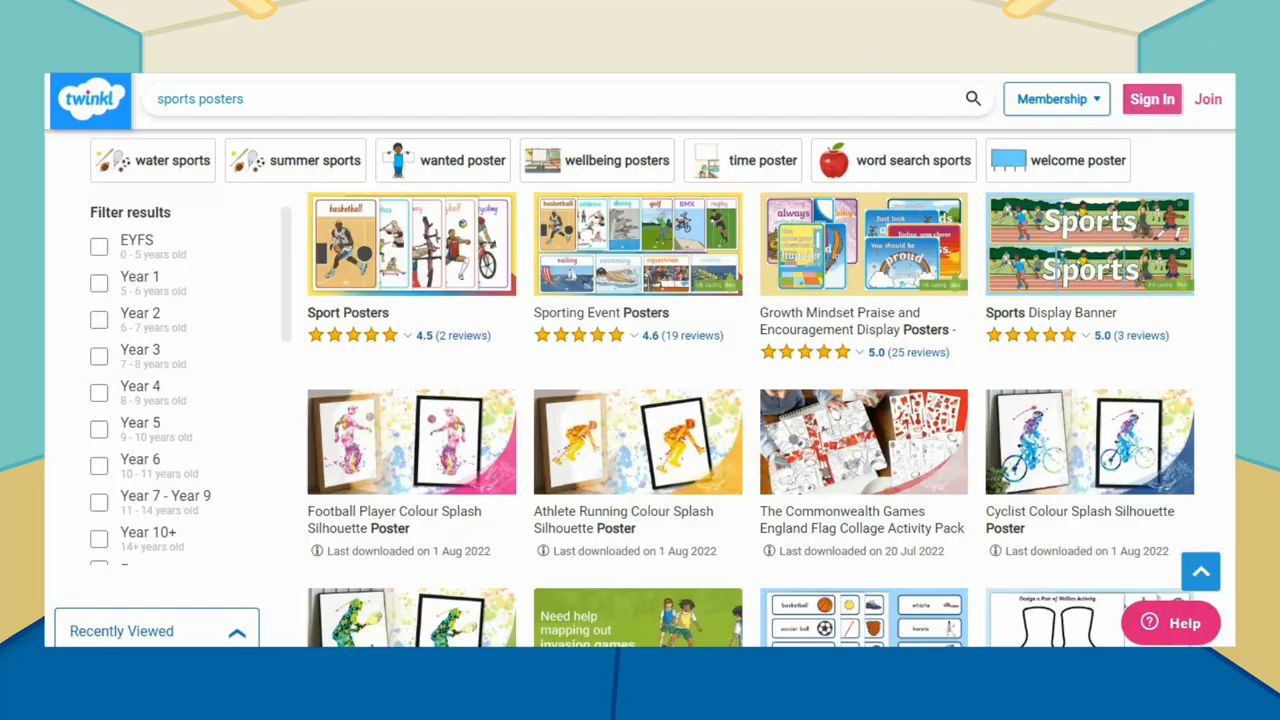 twinkl
sports posters
Membership
Sign In
Join
water sports
summer sports
wanted poster
wellbeing posters
time poster
word search sports
welcome poster
Filter results
EYFS
0 - 5 years old
Year 1
5 - 6 years old
Year 2
6 - 7 years old
Year 3
7 - 8 years old
Year 4
8 - 9 years old
Year 5
9 - 10 years old
Year 6
10 - 11 years old
Year 7 - Year 9
11 - 14 years old
Year 10+
14+ years old
Recently Viewed
basketball
cycling
Sport Posters
4.5 (2 reviews)
basketball
diving
golf
BMX
rugby
sailing
swimming
equestrian
Sporting Event Posters
4.6 (19 reviews)
always
Just look
Today, you chose
You should be
proud
Growth Mindset Praise and
Encouragement Display Posters -
5.0 (25 reviews)
Sports
Sports
Sports Display Banner
5.0 (3 reviews)
Football Player Colour Splash
Silhouette Poster
Last downloaded on 1 Aug 2022
Athlete Running Colour Splash
Silhouette Poster
Last downloaded on 1 Aug 2022
The Commonwealth Games
England Flag Collage Activity Pack
Last downloaded on 20 Jul 2022
Cyclist Colour Splash Silhouette
Poster
Last downloaded on 1 Aug 2022
Need help
mapping out
invasion games
basketball
whistle
soccer ball
karate
Design a Pair of Wellies Activity
Help